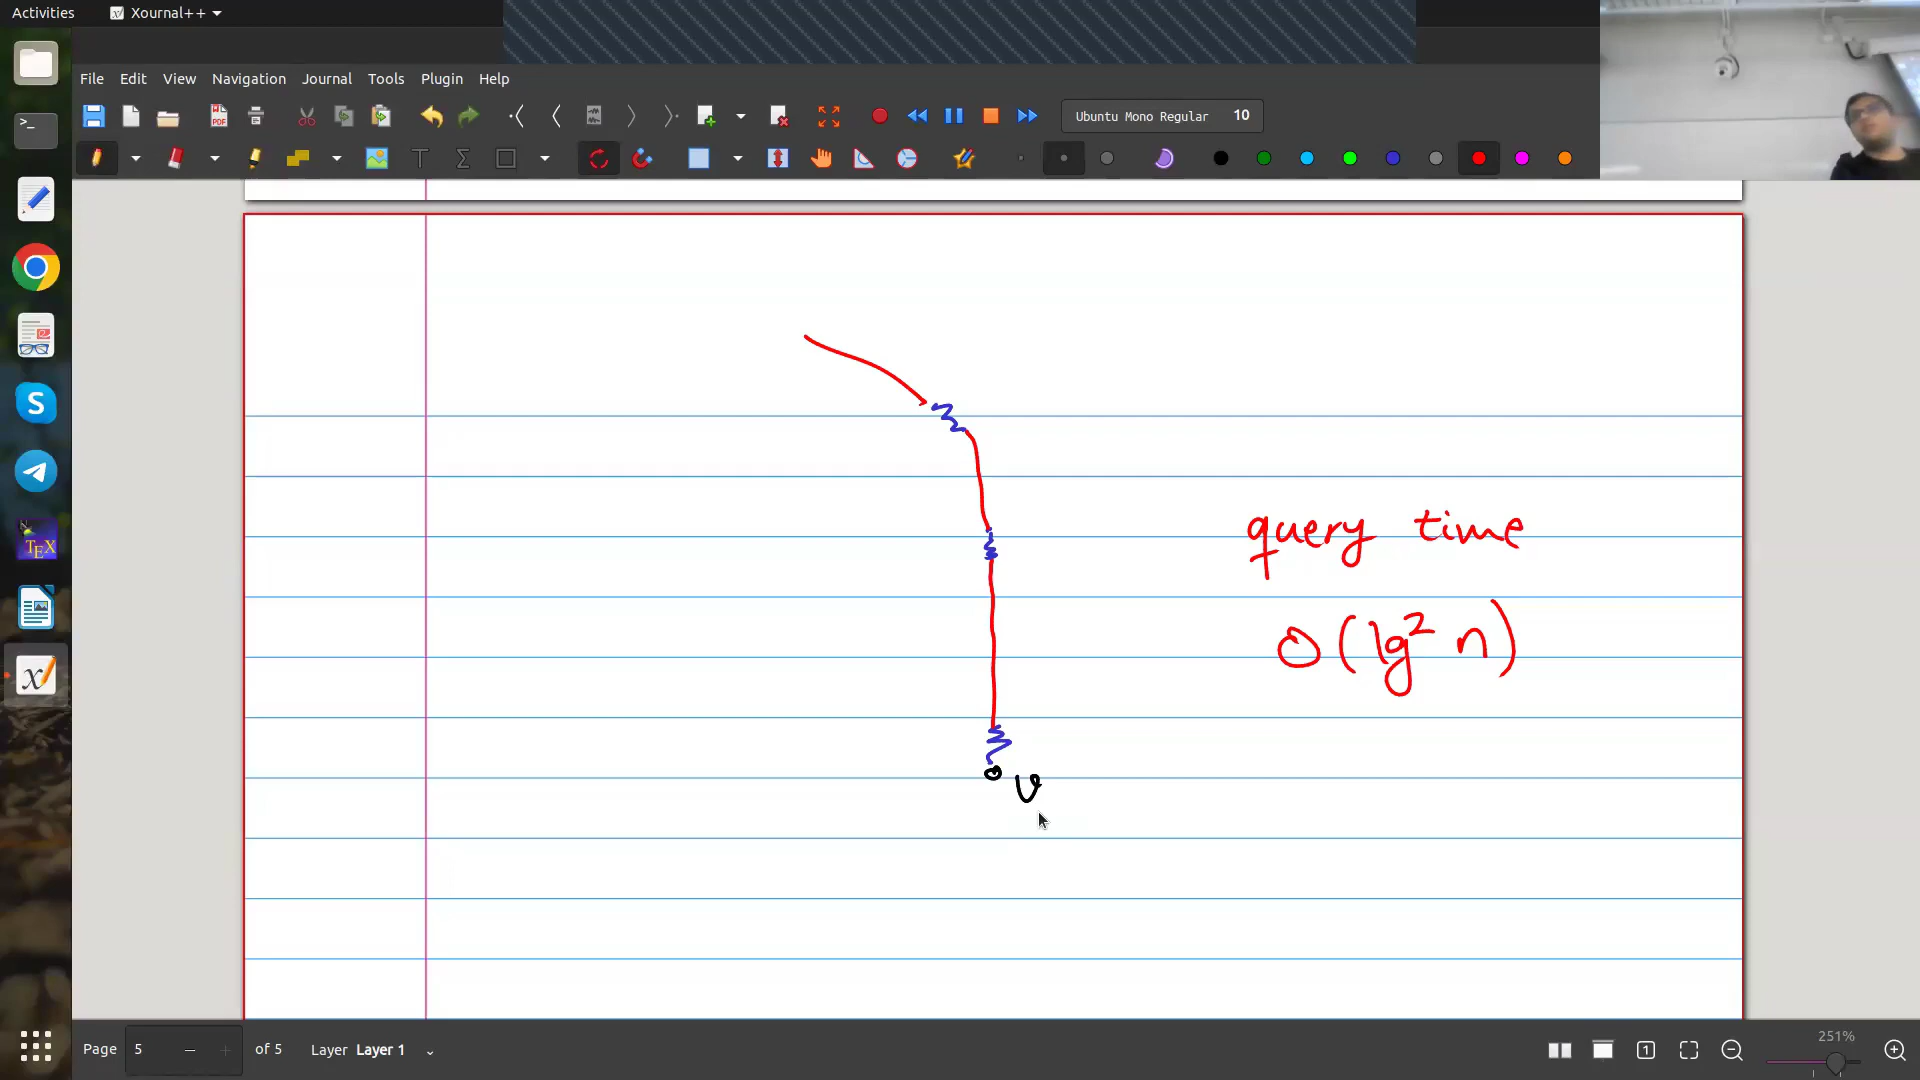 Activities
Xournal++
File Edit View Navigation Journal Tools Plugin Help
Ubuntu Mono Regular 10
query time
O(lg² n)
v
Page 5 of 5 Layer Layer 1
251%